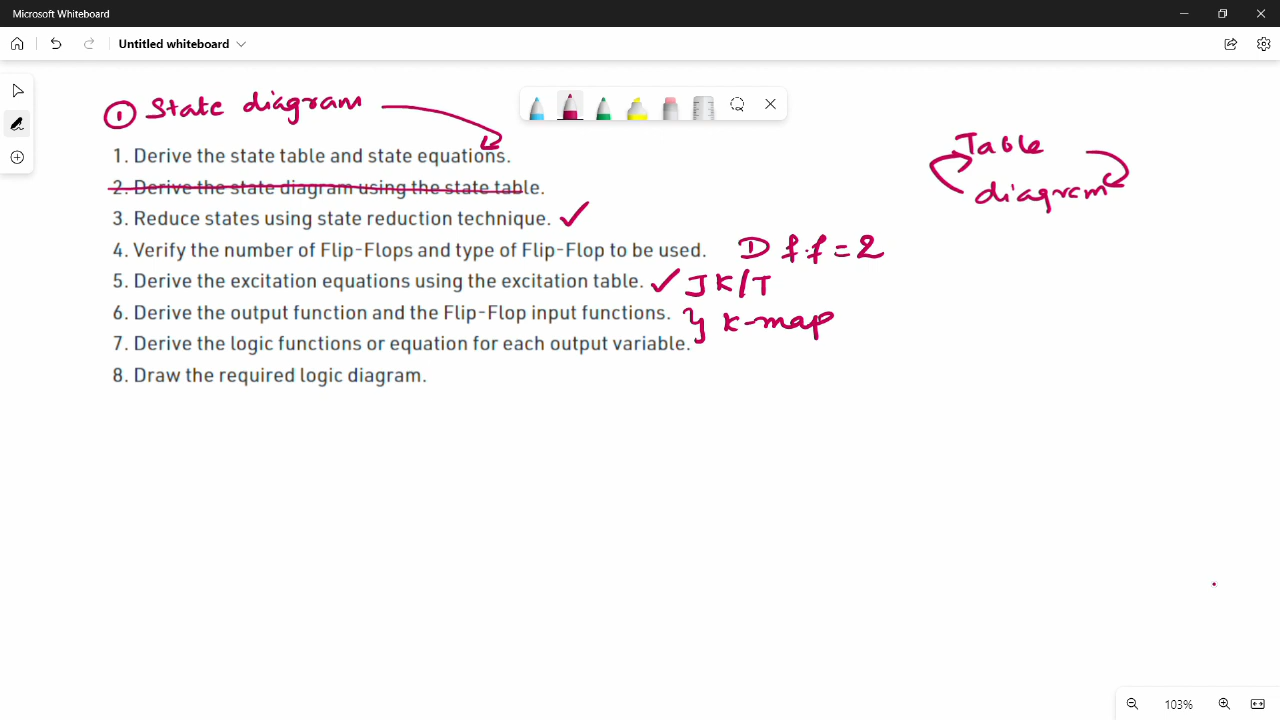 Microsoft Whiteboard
Untitled whiteboard
① State diagram
1. Derive the state table and state equations.
2. Derive the state diagram using the state table.
3. Reduce states using state reduction technique. ✓
4. Verify the number of Flip-Flops and type of Flip-Flop to be used. D f.f = 2
5. Derive the excitation equations using the excitation table. ✓ JK/T
6. Derive the output function and the Flip-Flop input functions. } K-map
7. Derive the logic functions or equation for each output variable.
8. Draw the required logic diagram.
Table
diagram
103%